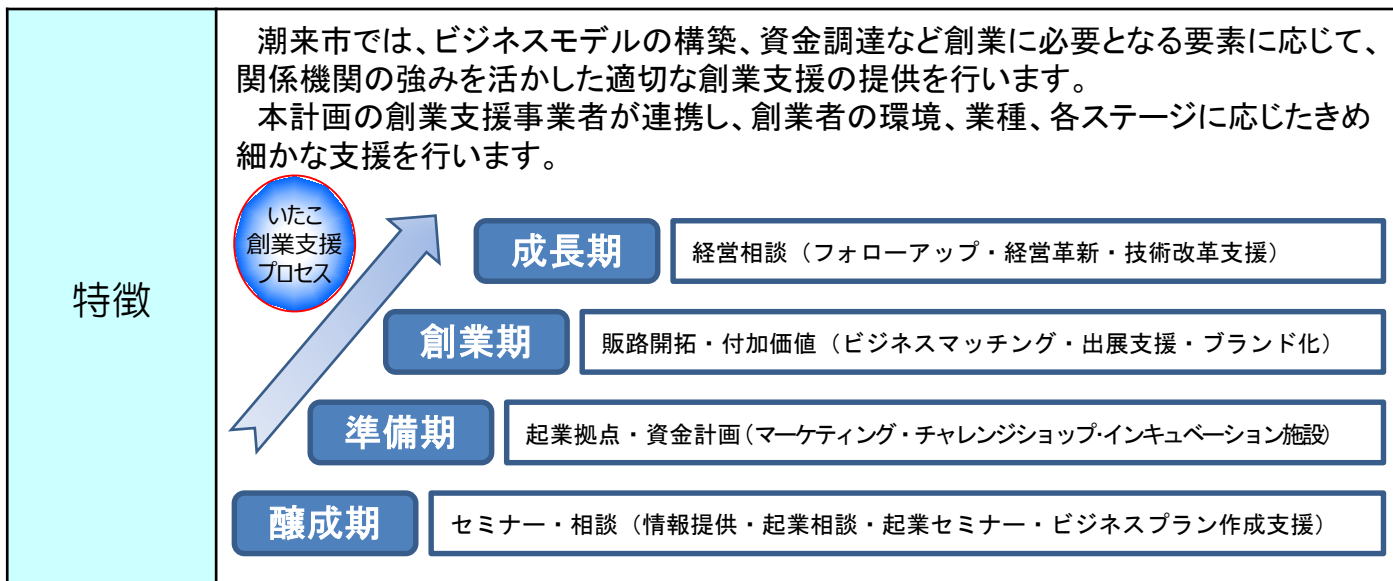 特徴
潮来市では、ビジネスモデルの構築、資金調達など創業に必要となる要素に応じて、
関係機関の強みを活かした適切な創業支援の提供を行います。
本計画の創業支援事業者が連携し、創業者の環境、業種、各ステージに応じたきめ
細かな支援を行います。
いたこ
創業支援
プロセス
成長期
経営相談（フォローアップ・経営革新・技術改革支援）
創業期
販路開拓・付加価値（ビジネスマッチング・出展支援・ブランド化）
準備期
起業拠点・資金計画（マーケティング・チャレンジショップ・インキュベーション施設）
醸成期
セミナー・相談（情報提供・起業相談・起業セミナー・ビジネスプラン作成支援）